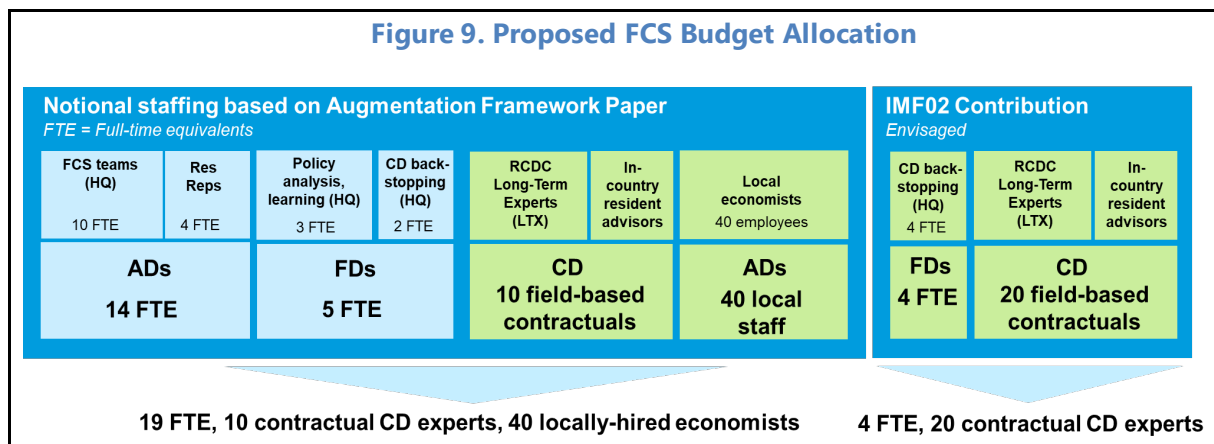 Figure 9. Proposed FCS Budget Allocation
Notional staffing based on Augmentation Framework Paper
FTE = Full-time equivalents
FCS teams
(HQ)
10 FTE
Res
Reps
4 FTE
Policy
analysis,
learning (HQ)
3 FTE
CD back-
stopping (HQ)
2 FTE
RCDC
Long-Term
Experts
(LTX)
In-
country
resident
advisors
Local
economists
40 employees
ADs
14 FTE
FDs
5 FTE
CD
10 field-based
contractuals
ADs
40 local
staff
19 FTE, 10 contractual CD experts, 40 locally-hired economists
IMF02 Contribution
Envisaged
CD back-
stopping
(HQ)
4 FTE
RCDC
Long-Term
Experts
(LTX)
In-
country
resident
advisors
FDs
4 FTE
CD
20 field-based
contractuals
4 FTE, 20 contractual CD experts